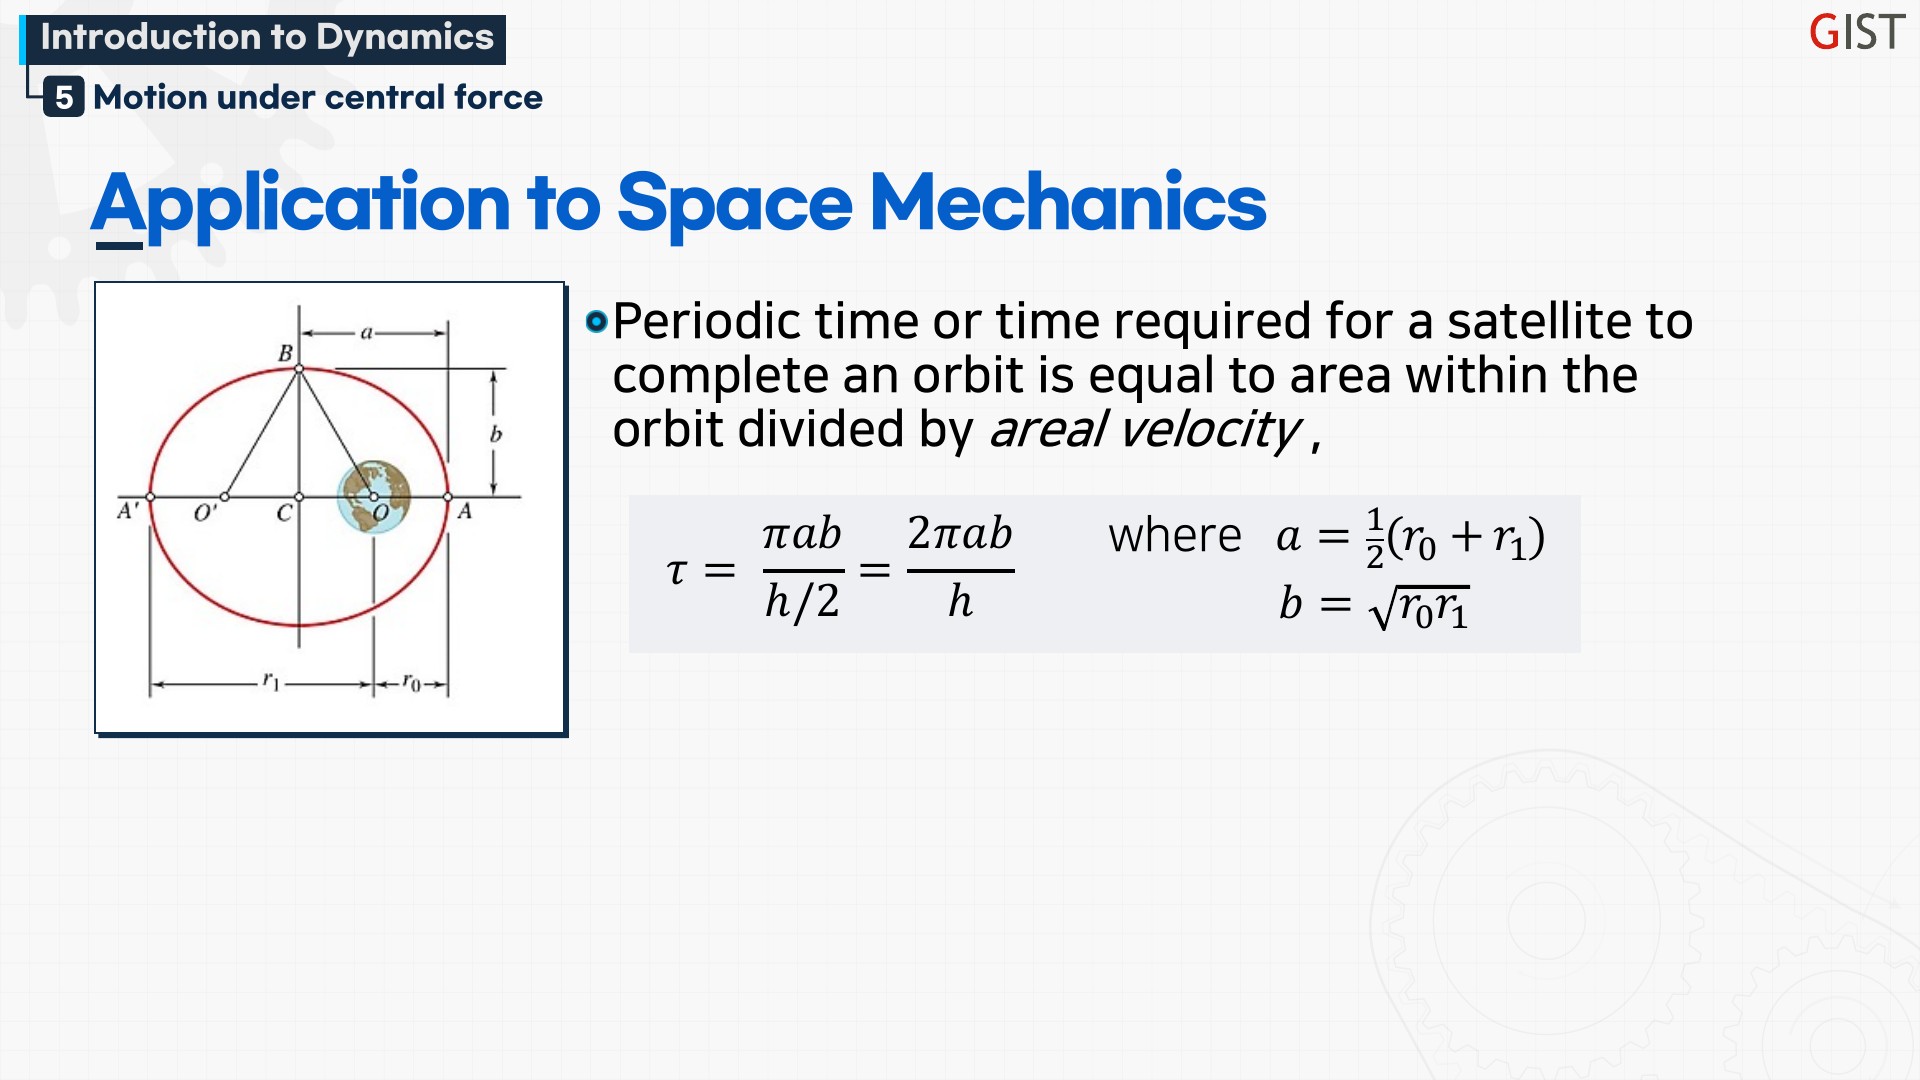 Introduction to Dynamics
GIST
5 Motion under central force
Application to Space Mechanics
•Periodic time or time required for a satellite to
complete an orbit is equal to area within the
orbit divided by areal velocity ,
τ = πab / h/2 = 2πab / h where a = 1/2 (r₀ + r₁)
b = √r₀r₁
a
B
b
A' O' C O A
r₁ r₀